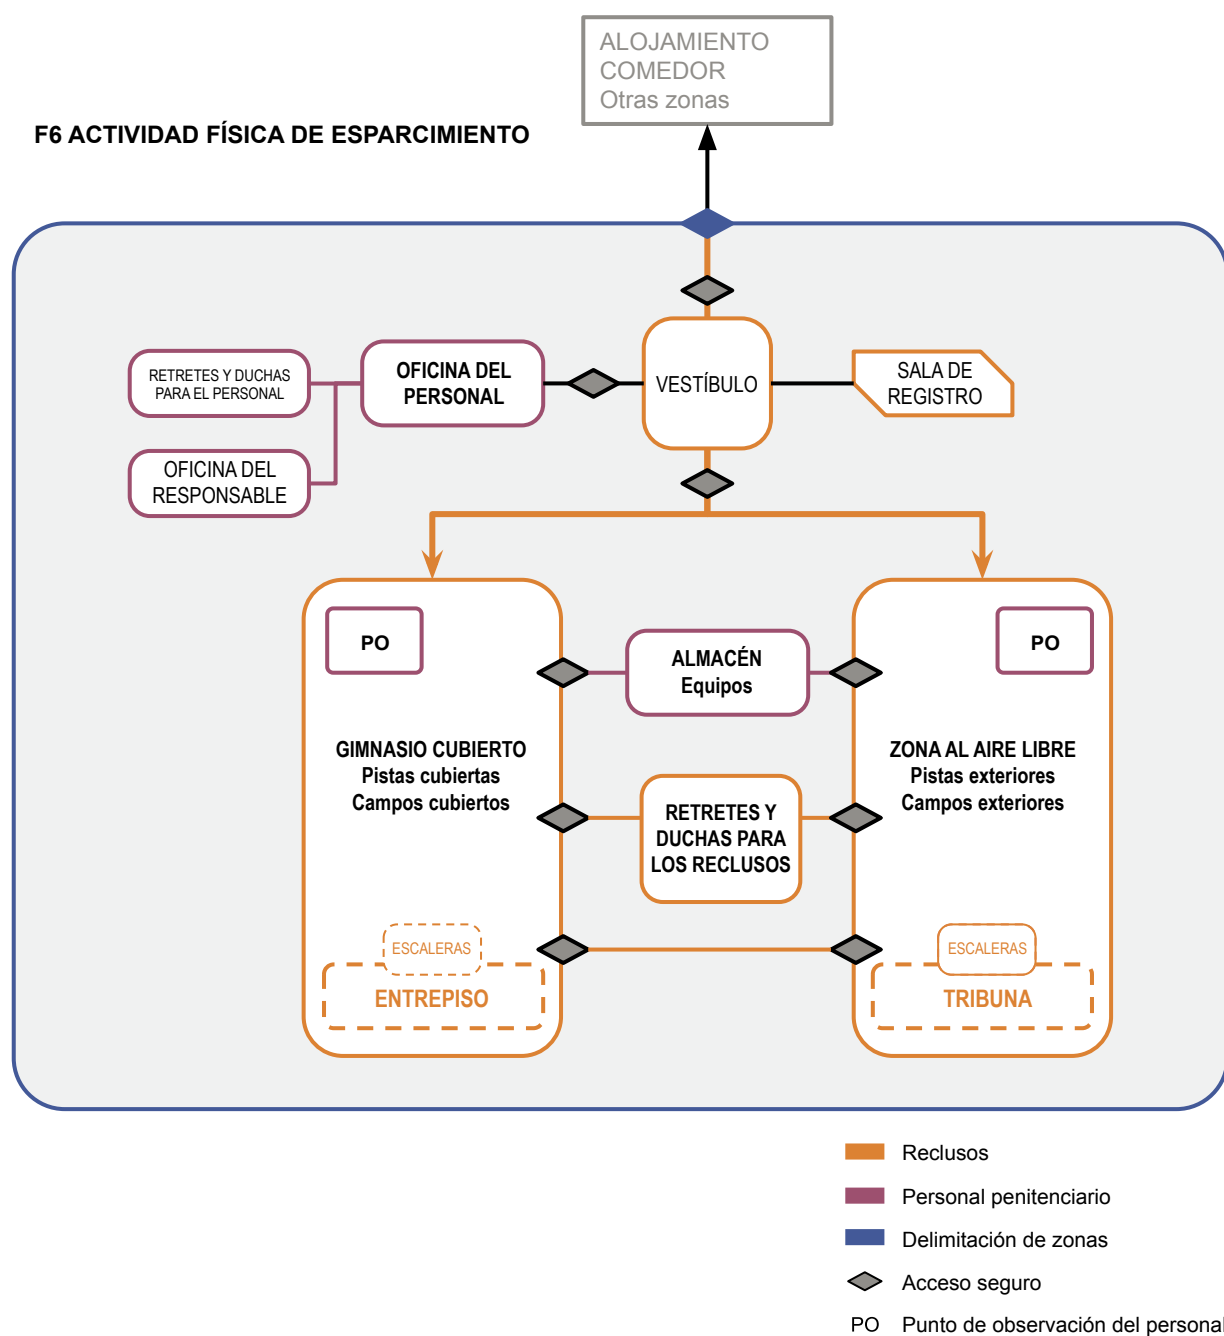 ALOJAMIENTO
COMEDOR
Otras zonas
F6 ACTIVIDAD FÍSICA DE ESPARCIMIENTO
RETRETES Y DUCHAS
PARA EL PERSONAL
OFICINA DEL
PERSONAL
VESTÍBULO
SALA DE
REGISTRO
OFICINA DEL
RESPONSABLE
PO
ALMACÉN
Equipos
PO
GIMNASIO CUBIERTO
Pistas cubiertas
Campos cubiertos
ZONA AL AIRE LIBRE
Pistas exteriores
Campos exteriores
RETRETES Y
DUCHAS PARA
LOS RECLUSOS
ESCALERAS
ENTREPISO
ESCALERAS
TRIBUNA
Reclusos
Personal penitenciario
Delimitación de zonas
Acceso seguro
PO Punto de observación del personal